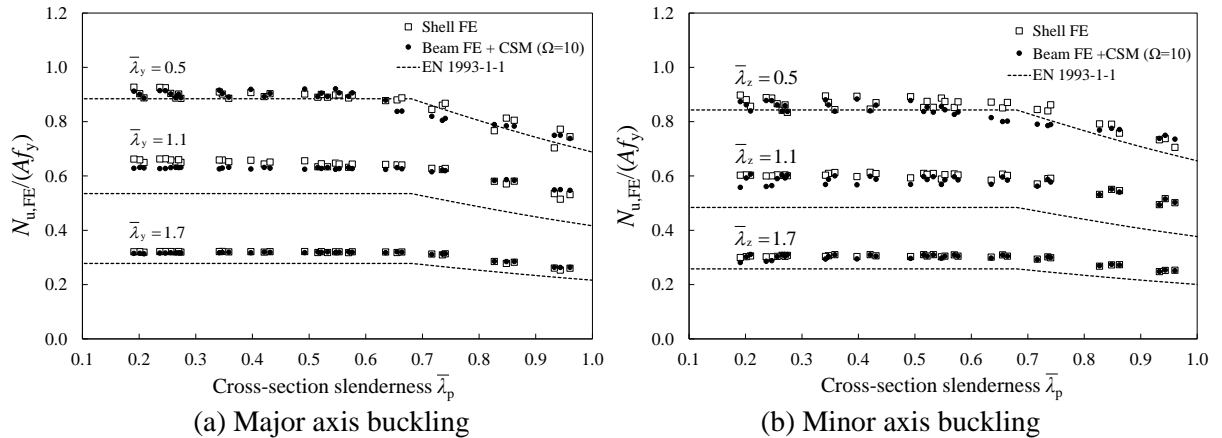 1.2
1.0
0.8
0.6
0.4
0.2
0.0
N_{u,FE}/(Af_y)
Shell FE
Beam FE + CSM (Ω=10)
EN 1993-1-1
λ̅_y = 0.5
λ̅_y = 1.1
λ̅_y = 1.7
0.1 0.2 0.3 0.4 0.5 0.6 0.7 0.8 0.9 1.0
Cross-section slenderness λ̅_p
(a) Major axis buckling
1.2
1.0
0.8
0.6
0.4
0.2
0.0
N_{u,FE}/(Af_y)
Shell FE
Beam FE +CSM (Ω=10)
EN 1993-1-1
λ̅_z = 0.5
λ̅_z = 1.1
λ̅_z = 1.7
0.1 0.2 0.3 0.4 0.5 0.6 0.7 0.8 0.9 1.0
Cross-section slenderness λ̅_p
(b) Minor axis buckling